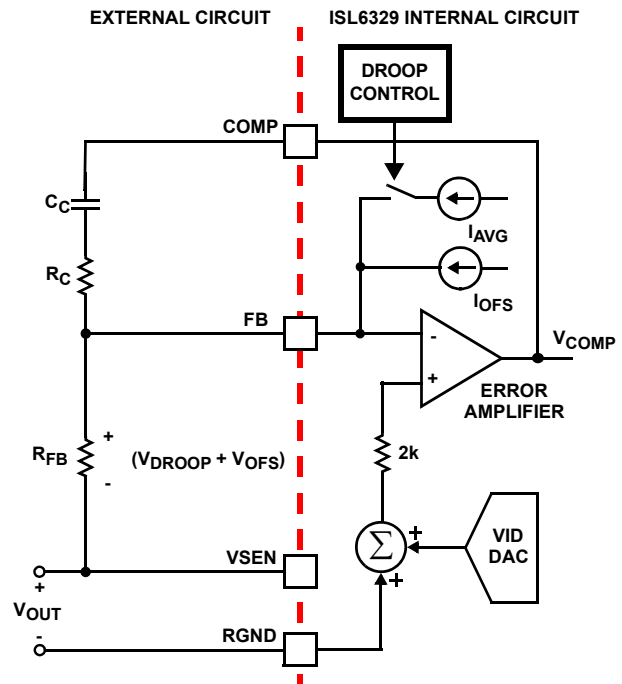 EXTERNAL CIRCUIT
ISL6329 INTERNAL CIRCUIT
DROOP
CONTROL
COMP
CC
IAVG
RC
IOFS
FB
VCOMP
-
+
ERROR
AMPLIFIER
RFB
+
(VDROOP + VOFS)
-
2k
VSEN
Σ
+
+
VID
DAC
+
VOUT
-
RGND